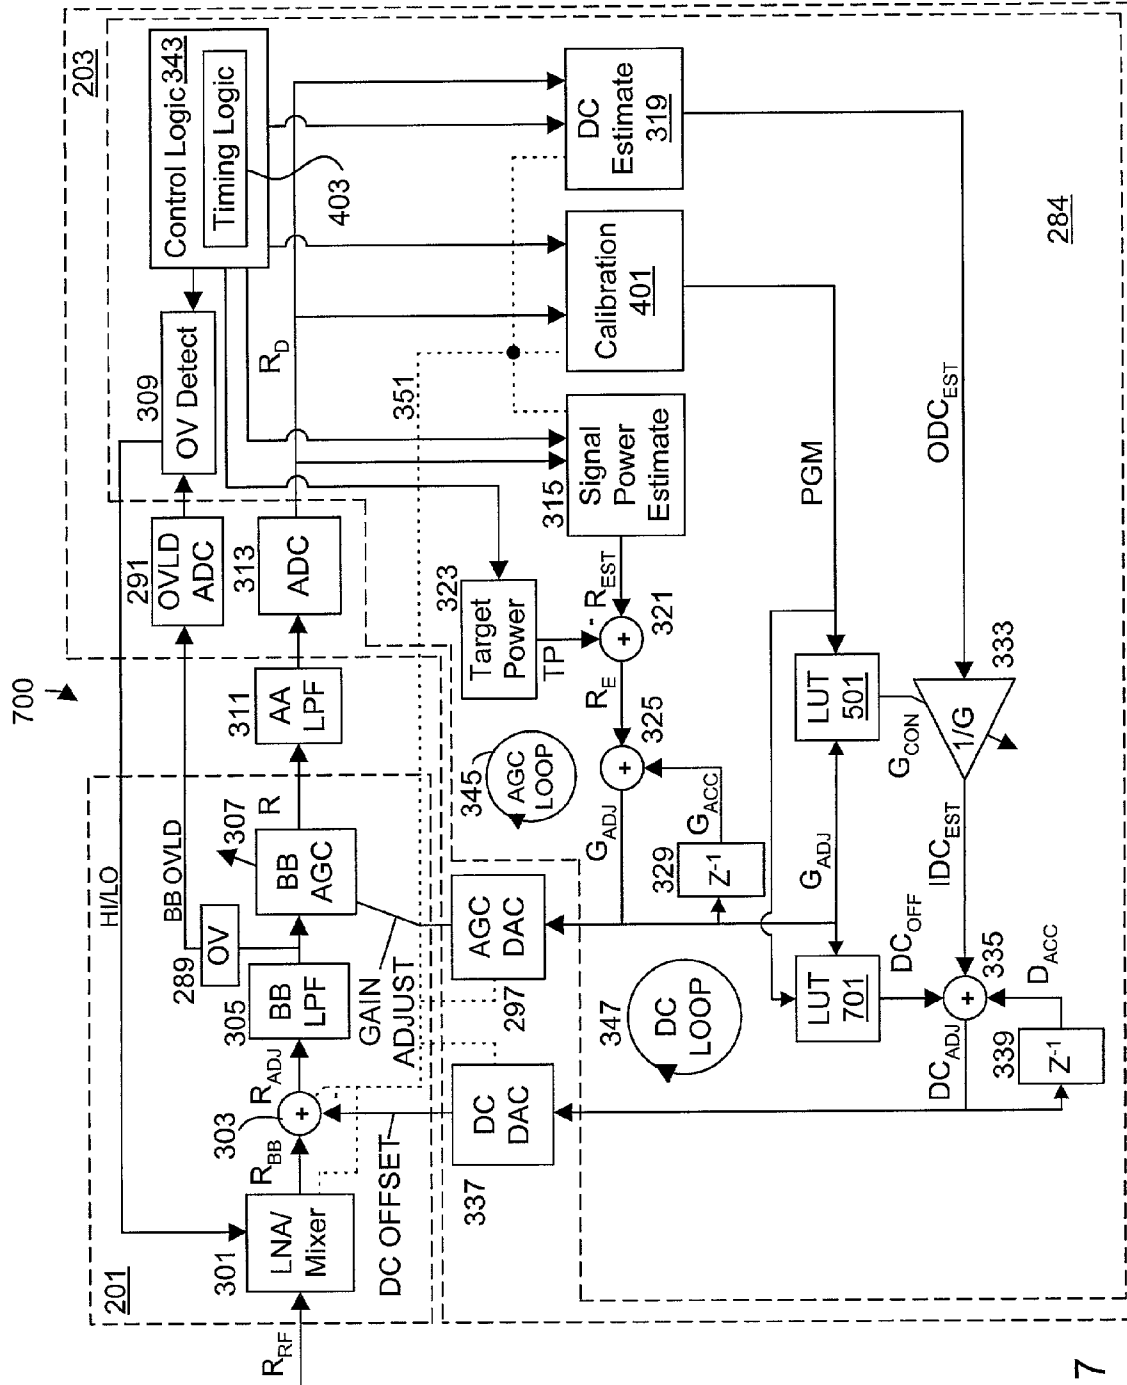 700
203
Control Logic 343
Timing Logic
403
309
OV Detect
291
OVLD
ADC
HI/LO
BB OVLD
289
OV
R_D
313
ADC
311
AA
LPF
R
307
BB
AGC
305
BB
LPF
R_ADJ
303
+
-
R_BB
301
LNA/
Mixer
R_RF
201
GAIN
ADJUST
DC OFFSET
351
DC
Estimate
319
Calibration
401
315
Signal
Power
Estimate
323
Target
Power
TP
-
R_EST
+
321
R_E
325
+
345
AGC
LOOP
G_ADJ
G_ACC
329
Z^-1
AGC
DAC
297
DC
DAC
337
347
DC
LOOP
PGM
ODC_EST
LUT
501
G_CON
333
1/G
G_ADJ
IDC_EST
LUT
701
DC_OFF
335
+
D_ACC
DC_ADJ
339
Z^-1
284
7